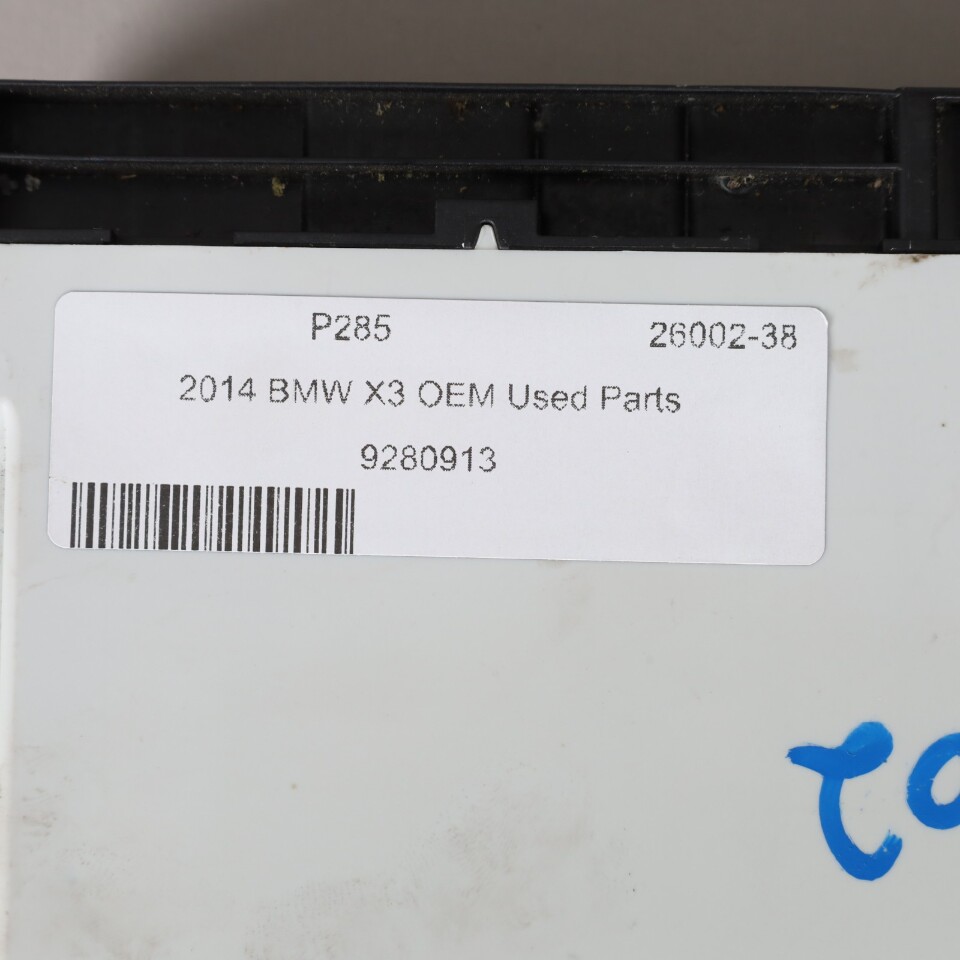 P285 26002-38
2014 BMW X3 OEM Used Parts
9280913